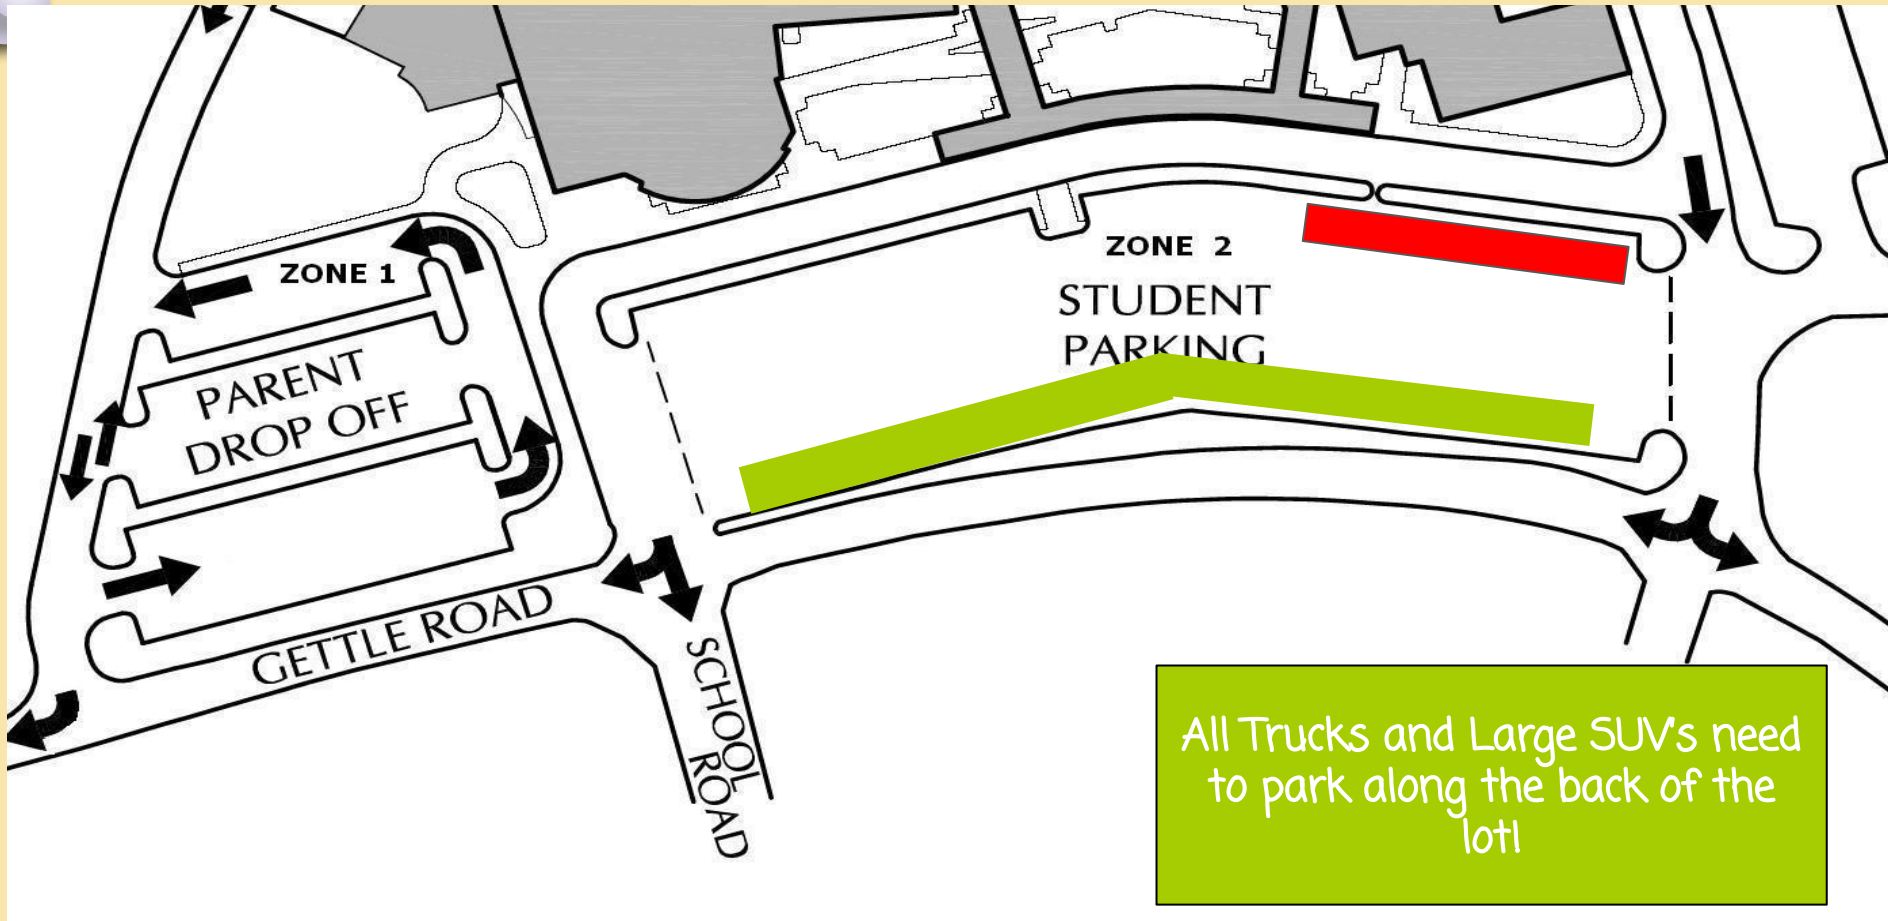 ZONE 1
PARENT
DROP OFF
ZONE 2
STUDENT
PARKING
GETTLE ROAD
SCHOOL
ROAD
All Trucks and Large SUV's need
to park along the back of the
lot!